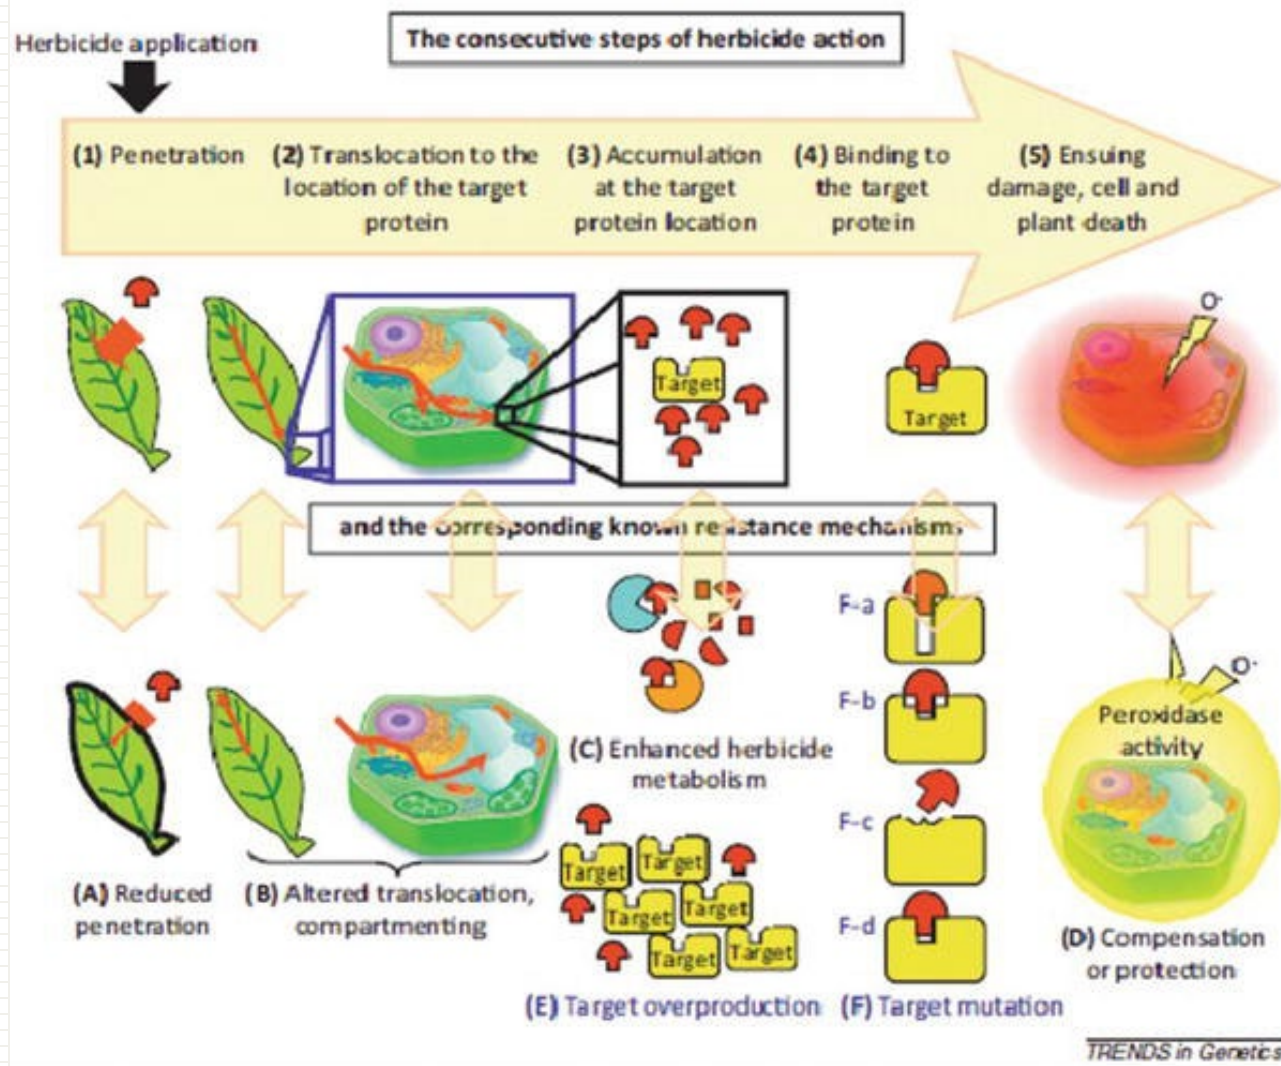 The consecutive steps of herbicide action
Herbicide application
(1) Penetration
(2) Translocation to the
location of the target
protein
(3) Accumulation
at the target
protein location
(4) Binding to
the target
protein
(5) Ensuing
damage, cell and
plant death
O·
Target
Target
and the corresponding known resistance mechanisms
F-a
F-b
F-c
F-d
O·
Peroxidase
activity
(A) Reduced
penetration
(B) Altered translocation,
compartmenting
(C) Enhanced herbicide
metabolism
Target
Target
Target
Target
Target
Target
(D) Compensation
or protection
(E) Target overproduction
(F) Target mutation
TRENDS in Genetics